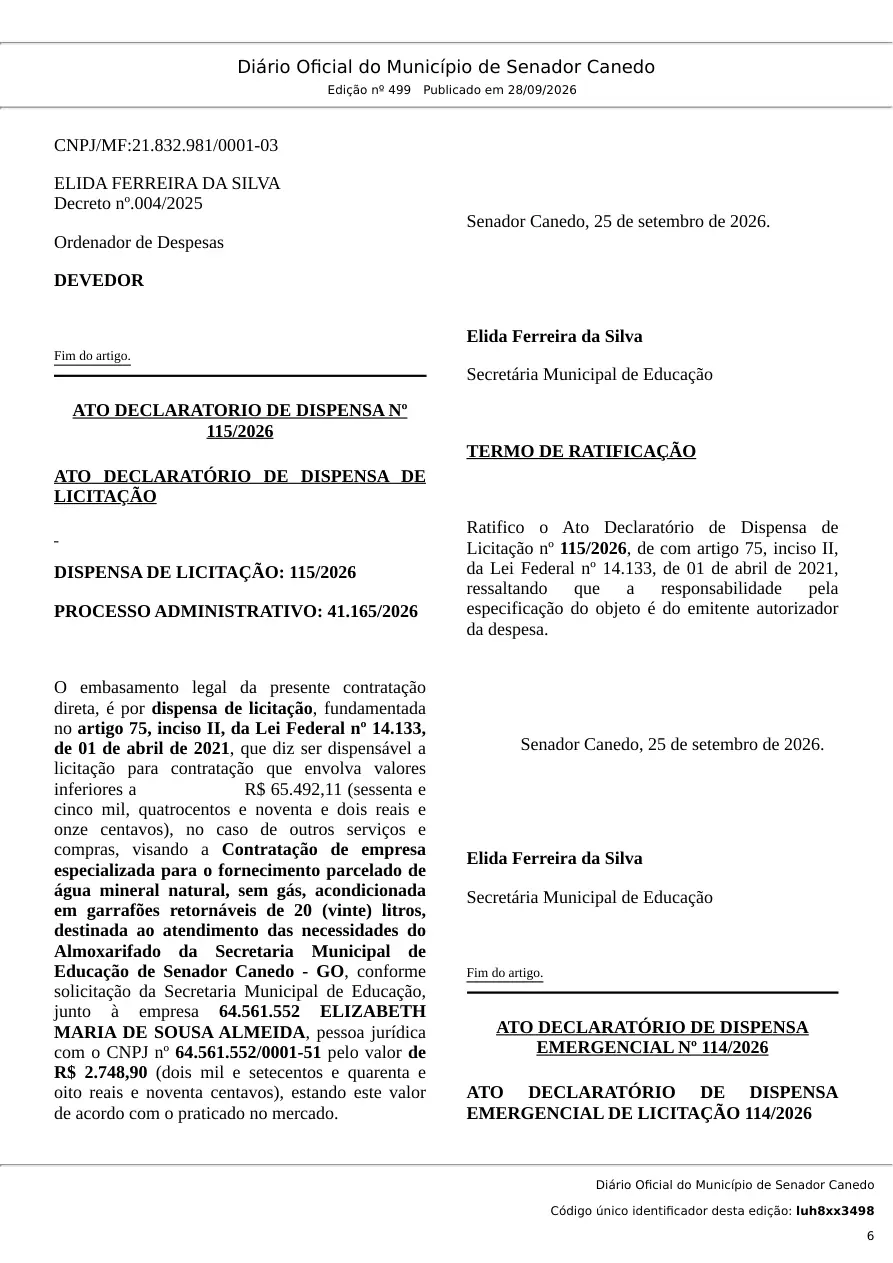 Diário Oficial do Município de Senador Canedo
Edição nº 499 Publicado em 28/09/2026
CNPJ/MF:21.832.981/0001-03
ELIDA FERREIRA DA SILVA
Decreto nº.004/2025
Ordenador de Despesas
DEVEDOR
Fim do artigo.
ATO DECLARATORIO DE DISPENSA Nº
115/2026
ATO DECLARATÓRIO DE DISPENSA DE
LICITAÇÃO
DISPENSA DE LICITAÇÃO: 115/2026
PROCESSO ADMINISTRATIVO: 41.165/2026
O embasamento legal da presente contratação
direta, é por dispensa de licitação, fundamentada
no artigo 75, inciso II, da Lei Federal nº 14.133,
de 01 de abril de 2021, que diz ser dispensável a
licitação para contratação que envolva valores
inferiores a R$ 65.492,11 (sessenta e
cinco mil, quatrocentos e noventa e dois reais e
onze centavos), no caso de outros serviços e
compras, visando a Contratação de empresa
especializada para o fornecimento parcelado de
água mineral natural, sem gás, acondicionada
em garrafões retornáveis de 20 (vinte) litros,
destinada ao atendimento das necessidades do
Almoxarifado da Secretaria Municipal de
Educação de Senador Canedo - GO, conforme
solicitação da Secretaria Municipal de Educação,
junto à empresa 64.561.552 ELIZABETH
MARIA DE SOUSA ALMEIDA, pessoa jurídica
com o CNPJ nº 64.561.552/0001-51 pelo valor de
R$ 2.748,90 (dois mil e setecentos e quarenta e
oito reais e noventa centavos), estando este valor
de acordo com o praticado no mercado.
Senador Canedo, 25 de setembro de 2026.
Elida Ferreira da Silva
Secretária Municipal de Educação
TERMO DE RATIFICAÇÃO
Ratifico o Ato Declaratório de Dispensa de
Licitação nº 115/2026, de com artigo 75, inciso II,
da Lei Federal nº 14.133, de 01 de abril de 2021,
ressaltando que a responsabilidade pela
especificação do objeto é do emitente autorizador
da despesa.
Senador Canedo, 25 de setembro de 2026.
Elida Ferreira da Silva
Secretária Municipal de Educação
Fim do artigo.
ATO DECLARATÓRIO DE DISPENSA
EMERGENCIAL Nº 114/2026
ATO DECLARATÓRIO DE DISPENSA
EMERGENCIAL DE LICITAÇÃO 114/2026
Diário Oficial do Município de Senador Canedo
Código único identificador desta edição: luh8xx3498
6